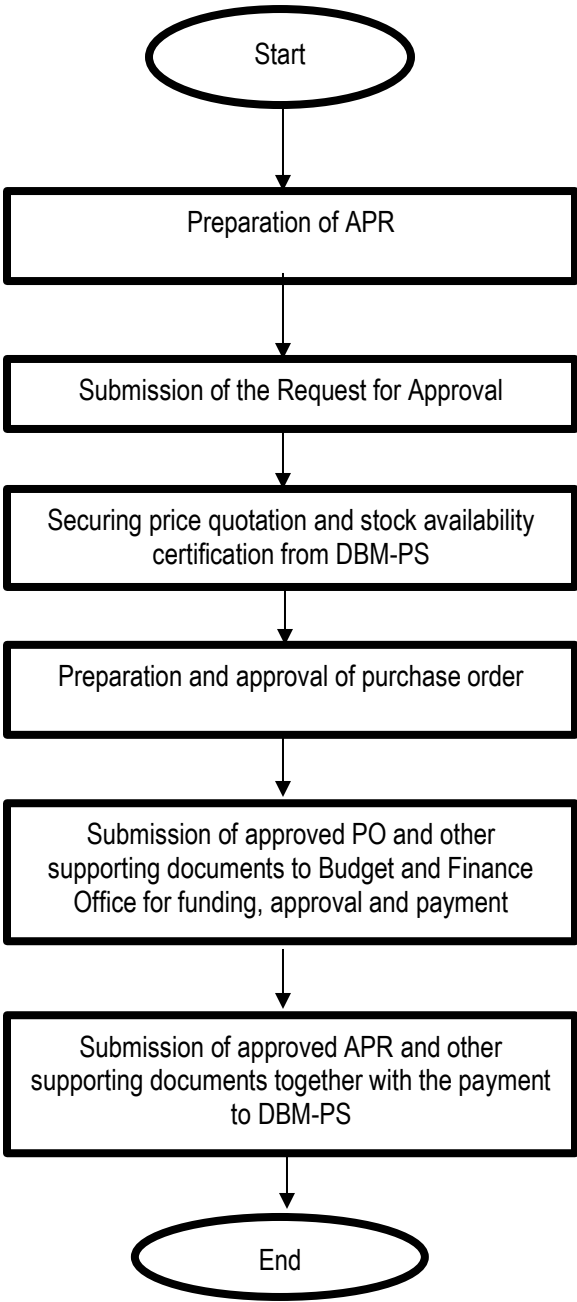 Start
Preparation of APR
Submission of the Request for Approval
Securing price quotation and stock availability
certification from DBM-PS
Preparation and approval of purchase order
Submission of approved PO and other
supporting documents to Budget and Finance
Office for funding, approval and payment
Submission of approved APR and other
supporting documents together with the payment
to DBM-PS
End